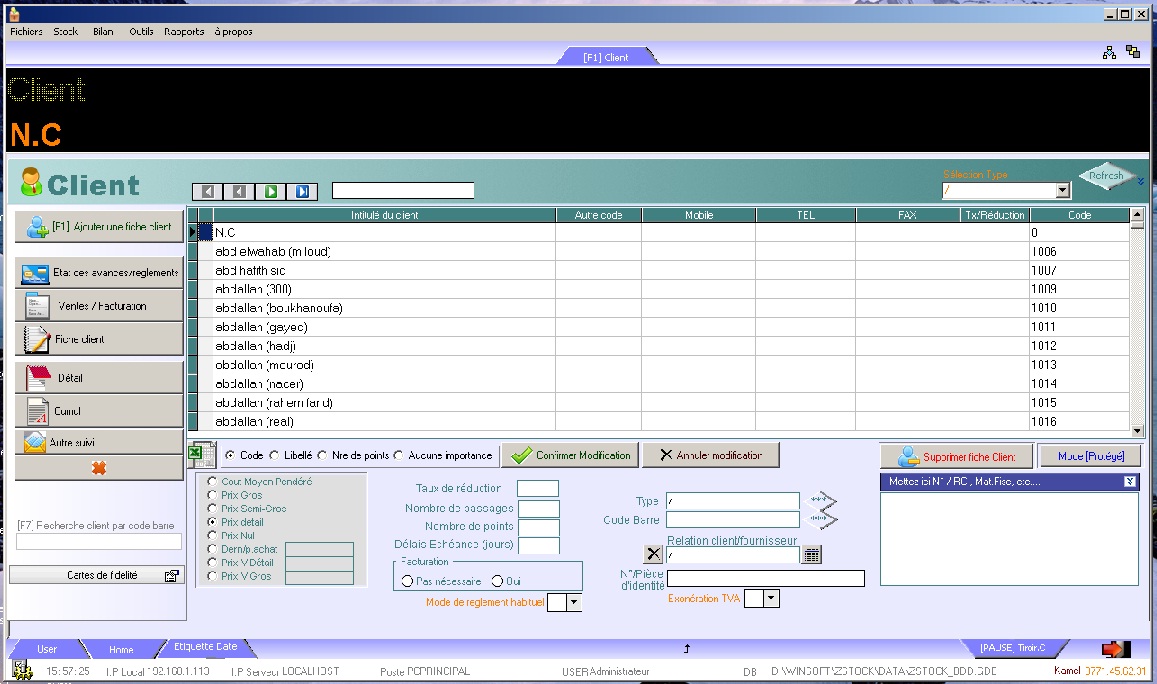 Fichiers Stock Bilan Outils Rapports à propos
[F1] Client
Client
N.C
Client
Sélection Type
/
Refresh
[F1] Ajouter une fiche client
Etat des avances/reglements
Ventes / Facturation
Fiche client
Détail
Cumul
Autre suivi
[F7] Recherche client par code barre
Cartes de fidelité
Intitulé du client Autre code Mobile TEL FAX Tx/Réduction Code
N.C 0
abd elwahab (miloud) 1006
abd hafith sid 1007
abdallah (300) 1009
abdallah (boukhanoufa) 1010
abdallah (gayed) 1011
abdallah (hadj) 1012
abdallah (mourad) 1013
abdallah (nacer) 1014
abdallah (rahem farid) 1015
abdallah (real) 1016
Code Libellé Nre de points Aucune importance
Confirmer Modification
Annuler modification
Supprimer fiche Client
Mode [Protégé]
Cout Moyen Pondéré
Prix Gros
Prix Semi-Gros
Prix detail
Prix Nul
Dern/p.achat
Prix V.Détail
Prix V.Gros
Taux de réduction
Nombre de passages
Nombre de points
Délais Echéance (jours)
Facturation
Pas nécessaire Oui
Mode de reglement habituel
Type /
Code Barre
Relation client/fournisseur
/
N°/Pièce
d'identité
Exonération TVA
Mettez ici N° / RC , Mat.Fisc, etc....
User Home Etiquette Date
[PAUSE] Tiroir.C
15:57:25 I.P Local 192.168.1.113 I.P Serveur LOCALHOST Poste PCPRINCIPAL USER Administrateur DB D:\WINSOFT\ZSTOCK\DATA\ZSTOCK_DDD.GDB Kamel 0771.45.62.01